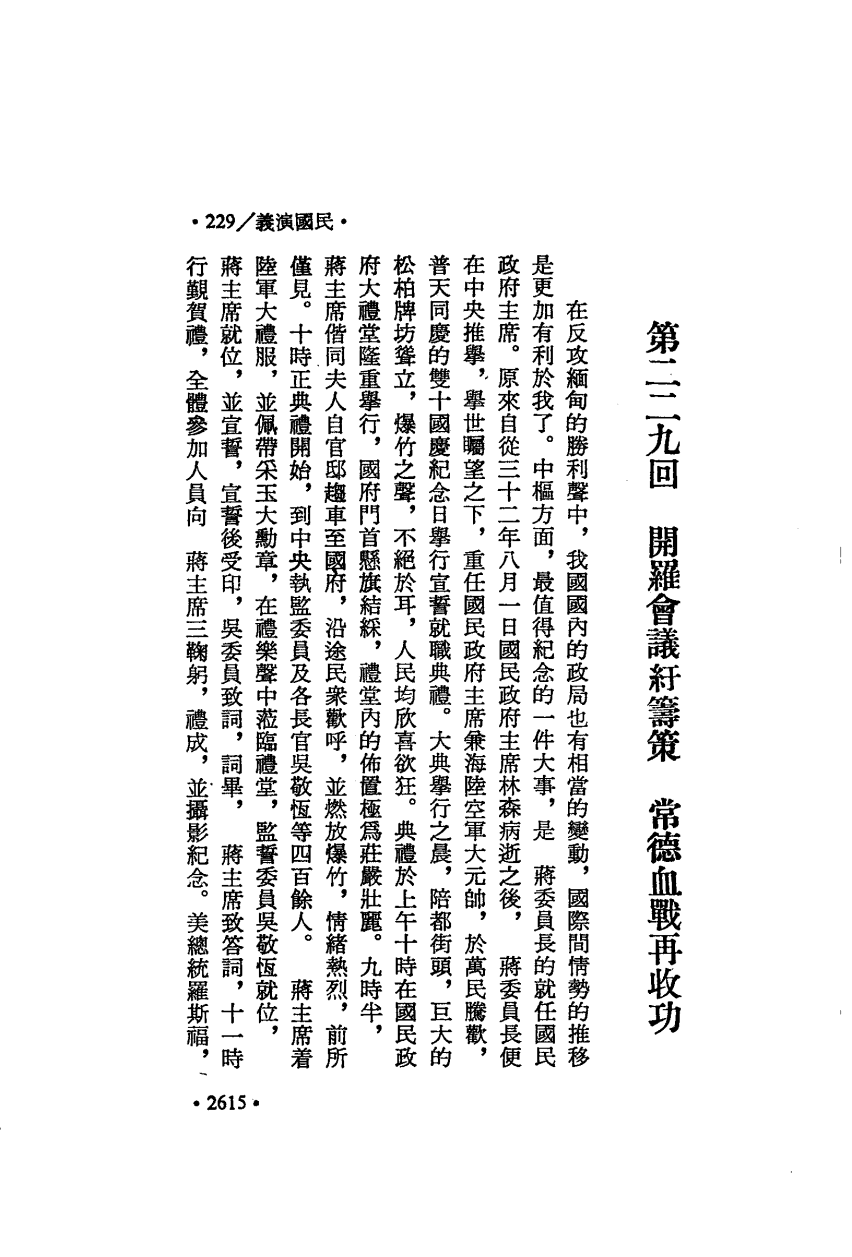 ·229／義演國民·
第二二九回　開羅會議紆籌策　常德血戰再收功
在反攻緬甸的勝利聲中，我國國內的政局也有相當的變動，國際間情勢的推移
是更加有利於我了。中樞方面，最值得紀念的一件大事，是　蔣委員長的就任國民
政府主席。原來自從三十二年八月一日國民政府主席林森病逝之後，　蔣委員長便
在中央推舉，舉世矚望之下，重任國民政府主席兼海陸空軍大元帥，於萬民騰歡，
普天同慶的雙十國慶紀念日舉行宣誓就職典禮。大典舉行之晨，陪都街頭，巨大的
松柏牌坊聳立，爆竹之聲，不絕於耳，人民均欣喜欲狂。典禮於上午十時在國民政
府大禮堂隆重舉行，國府門首懸旗結綵，禮堂內的佈置極爲莊嚴壯麗。九時半，
蔣主席偕同夫人自官邸趨車至國府，沿途民衆歡呼，並燃放爆竹，情緒熱烈，前所
僅見。十時正典禮開始，到中央執監委員及各長官吳敬恆等四百餘人。　蔣主席着
陸軍大禮服，並佩帶采玉大勳章，在禮樂聲中蒞臨禮堂，監誓委員吳敬恆就位，
蔣主席就位，並宣誓，宣誓後受印，吳委員致詞，詞畢，　蔣主席致答詞，十一時
行覲賀禮，全體參加人員向　蔣主席三鞠躬，禮成，並攝影紀念。美總統羅斯福，
·2615·